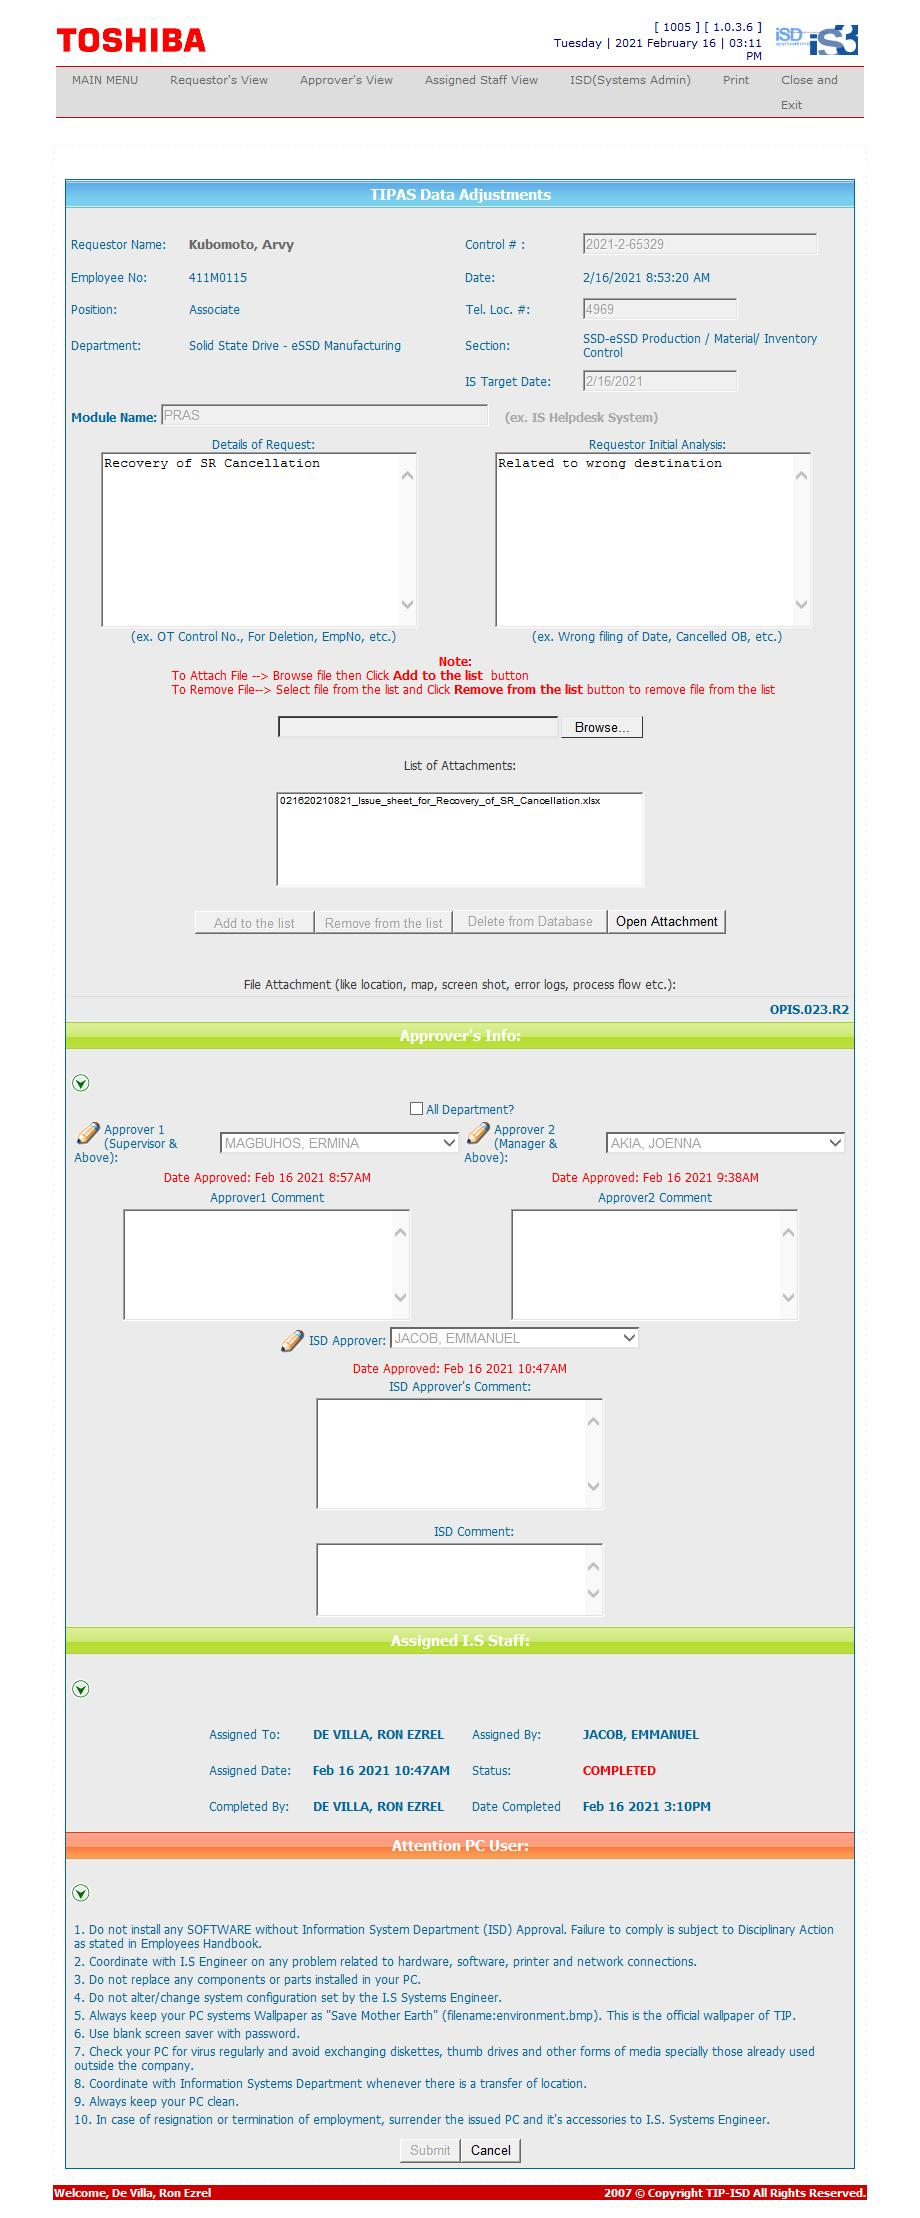 TOSHIBA
[ 1005 ] [ 1.0.3.6 ]
Tuesday | 2021 February 16 | 03:11
PM
MAIN MENU Requestor's View Approver's View Assigned Staff View ISD(Systems Admin) Print Close and
Exit
TIPAS Data Adjustments
Requestor Name: Kubomoto, Arvy Control # : 2021-2-65329
Employee No: 411M0115 Date: 2/16/2021 8:53:20 AM
Position: Associate Tel. Loc. #: 4969
Department: Solid State Drive - eSSD Manufacturing Section: SSD-eSSD Production / Material/ Inventory
Control
IS Target Date: 2/16/2021
Module Name: PRAS (ex. IS Helpdesk System)
Details of Request: Requestor Initial Analysis:
Recovery of SR Cancellation Related to wrong destination
(ex. OT Control No., For Deletion, EmpNo, etc.) (ex. Wrong filing of Date, Cancelled OB, etc.)
Note:
To Attach File --> Browse file then Click Add to the list button
To Remove File--> Select file from the list and Click Remove from the list button to remove file from the list
Browse...
List of Attachments:
021620210821_Issue_sheet_for_Recovery_of_SR_Cancellation.xlsx
Add to the list Remove from the list Delete from Database Open Attachment
File Attachment (like location, map, screen shot, error logs, process flow etc.):
OPIS.023.R2
Approver's Info:
All Department?
Approver 1 Approver 2
(Supervisor & MAGBUHOS, ERMINA (Manager & AKIA, JOENNA
Above): Above):
Date Approved: Feb 16 2021 8:57AM Date Approved: Feb 16 2021 9:38AM
Approver1 Comment Approver2 Comment
ISD Approver: JACOB, EMMANUEL
Date Approved: Feb 16 2021 10:47AM
ISD Approver's Comment:
ISD Comment:
Assigned I.S Staff:
Assigned To: DE VILLA, RON EZREL Assigned By: JACOB, EMMANUEL
Assigned Date: Feb 16 2021 10:47AM Status: COMPLETED
Completed By: DE VILLA, RON EZREL Date Completed Feb 16 2021 3:10PM
Attention PC User:
1. Do not install any SOFTWARE without Information System Department (ISD) Approval. Failure to comply is subject to Disciplinary Action
as stated in Employees Handbook.
2. Coordinate with I.S Engineer on any problem related to hardware, software, printer and network connections.
3. Do not replace any components or parts installed in your PC.
4. Do not alter/change system configuration set by the I.S Systems Engineer.
5. Always keep your PC systems Wallpaper as "Save Mother Earth" (filename:environment.bmp). This is the official wallpaper of TIP.
6. Use blank screen saver with password.
7. Check your PC for virus regularly and avoid exchanging diskettes, thumb drives and other forms of media specially those already used
outside the company.
8. Coordinate with Information Systems Department whenever there is a transfer of location.
9. Always keep your PC clean.
10. In case of resignation or termination of employment, surrender the issued PC and it's accessories to I.S. Systems Engineer.
Submit Cancel
Welcome, De Villa, Ron Ezrel 2007 © Copyright TIP-ISD All Rights Reserved.